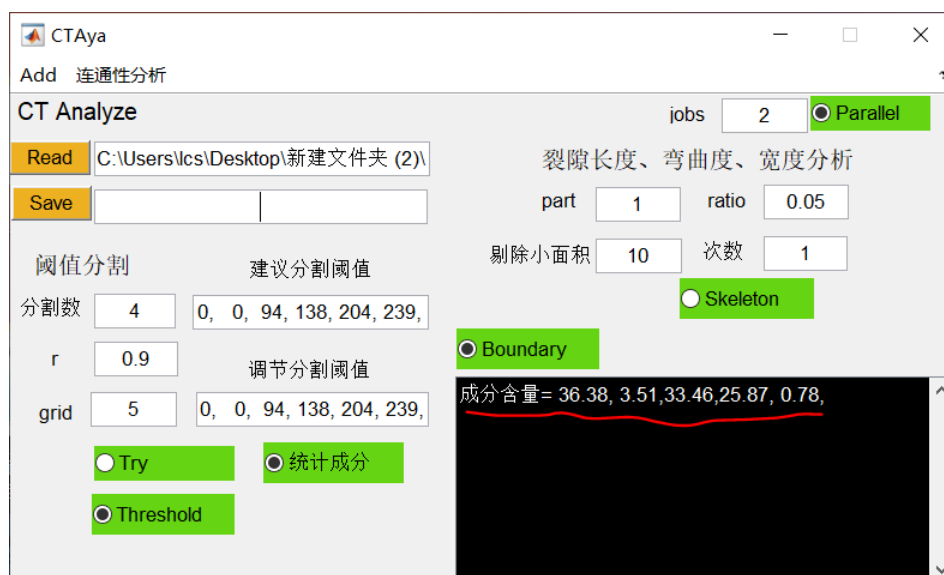 CTAya
Add 连通性分析
CT Analyze
jobs 2 Parallel
Read C:\Users\lcs\Desktop\新建文件夹 (2)\
裂隙长度、弯曲度、宽度分析
Save
part 1 ratio 0.05
剔除小面积 10 次数 1
阈值分割 建议分割阈值
Skeleton
分割数 4 0, 0, 94, 138, 204, 239,
Boundary
r 0.9 调节分割阈值
grid 5 0, 0, 94, 138, 204, 239,
成分含量= 36.38, 3.51,33.46,25.87, 0.78,
Try 统计成分
Threshold